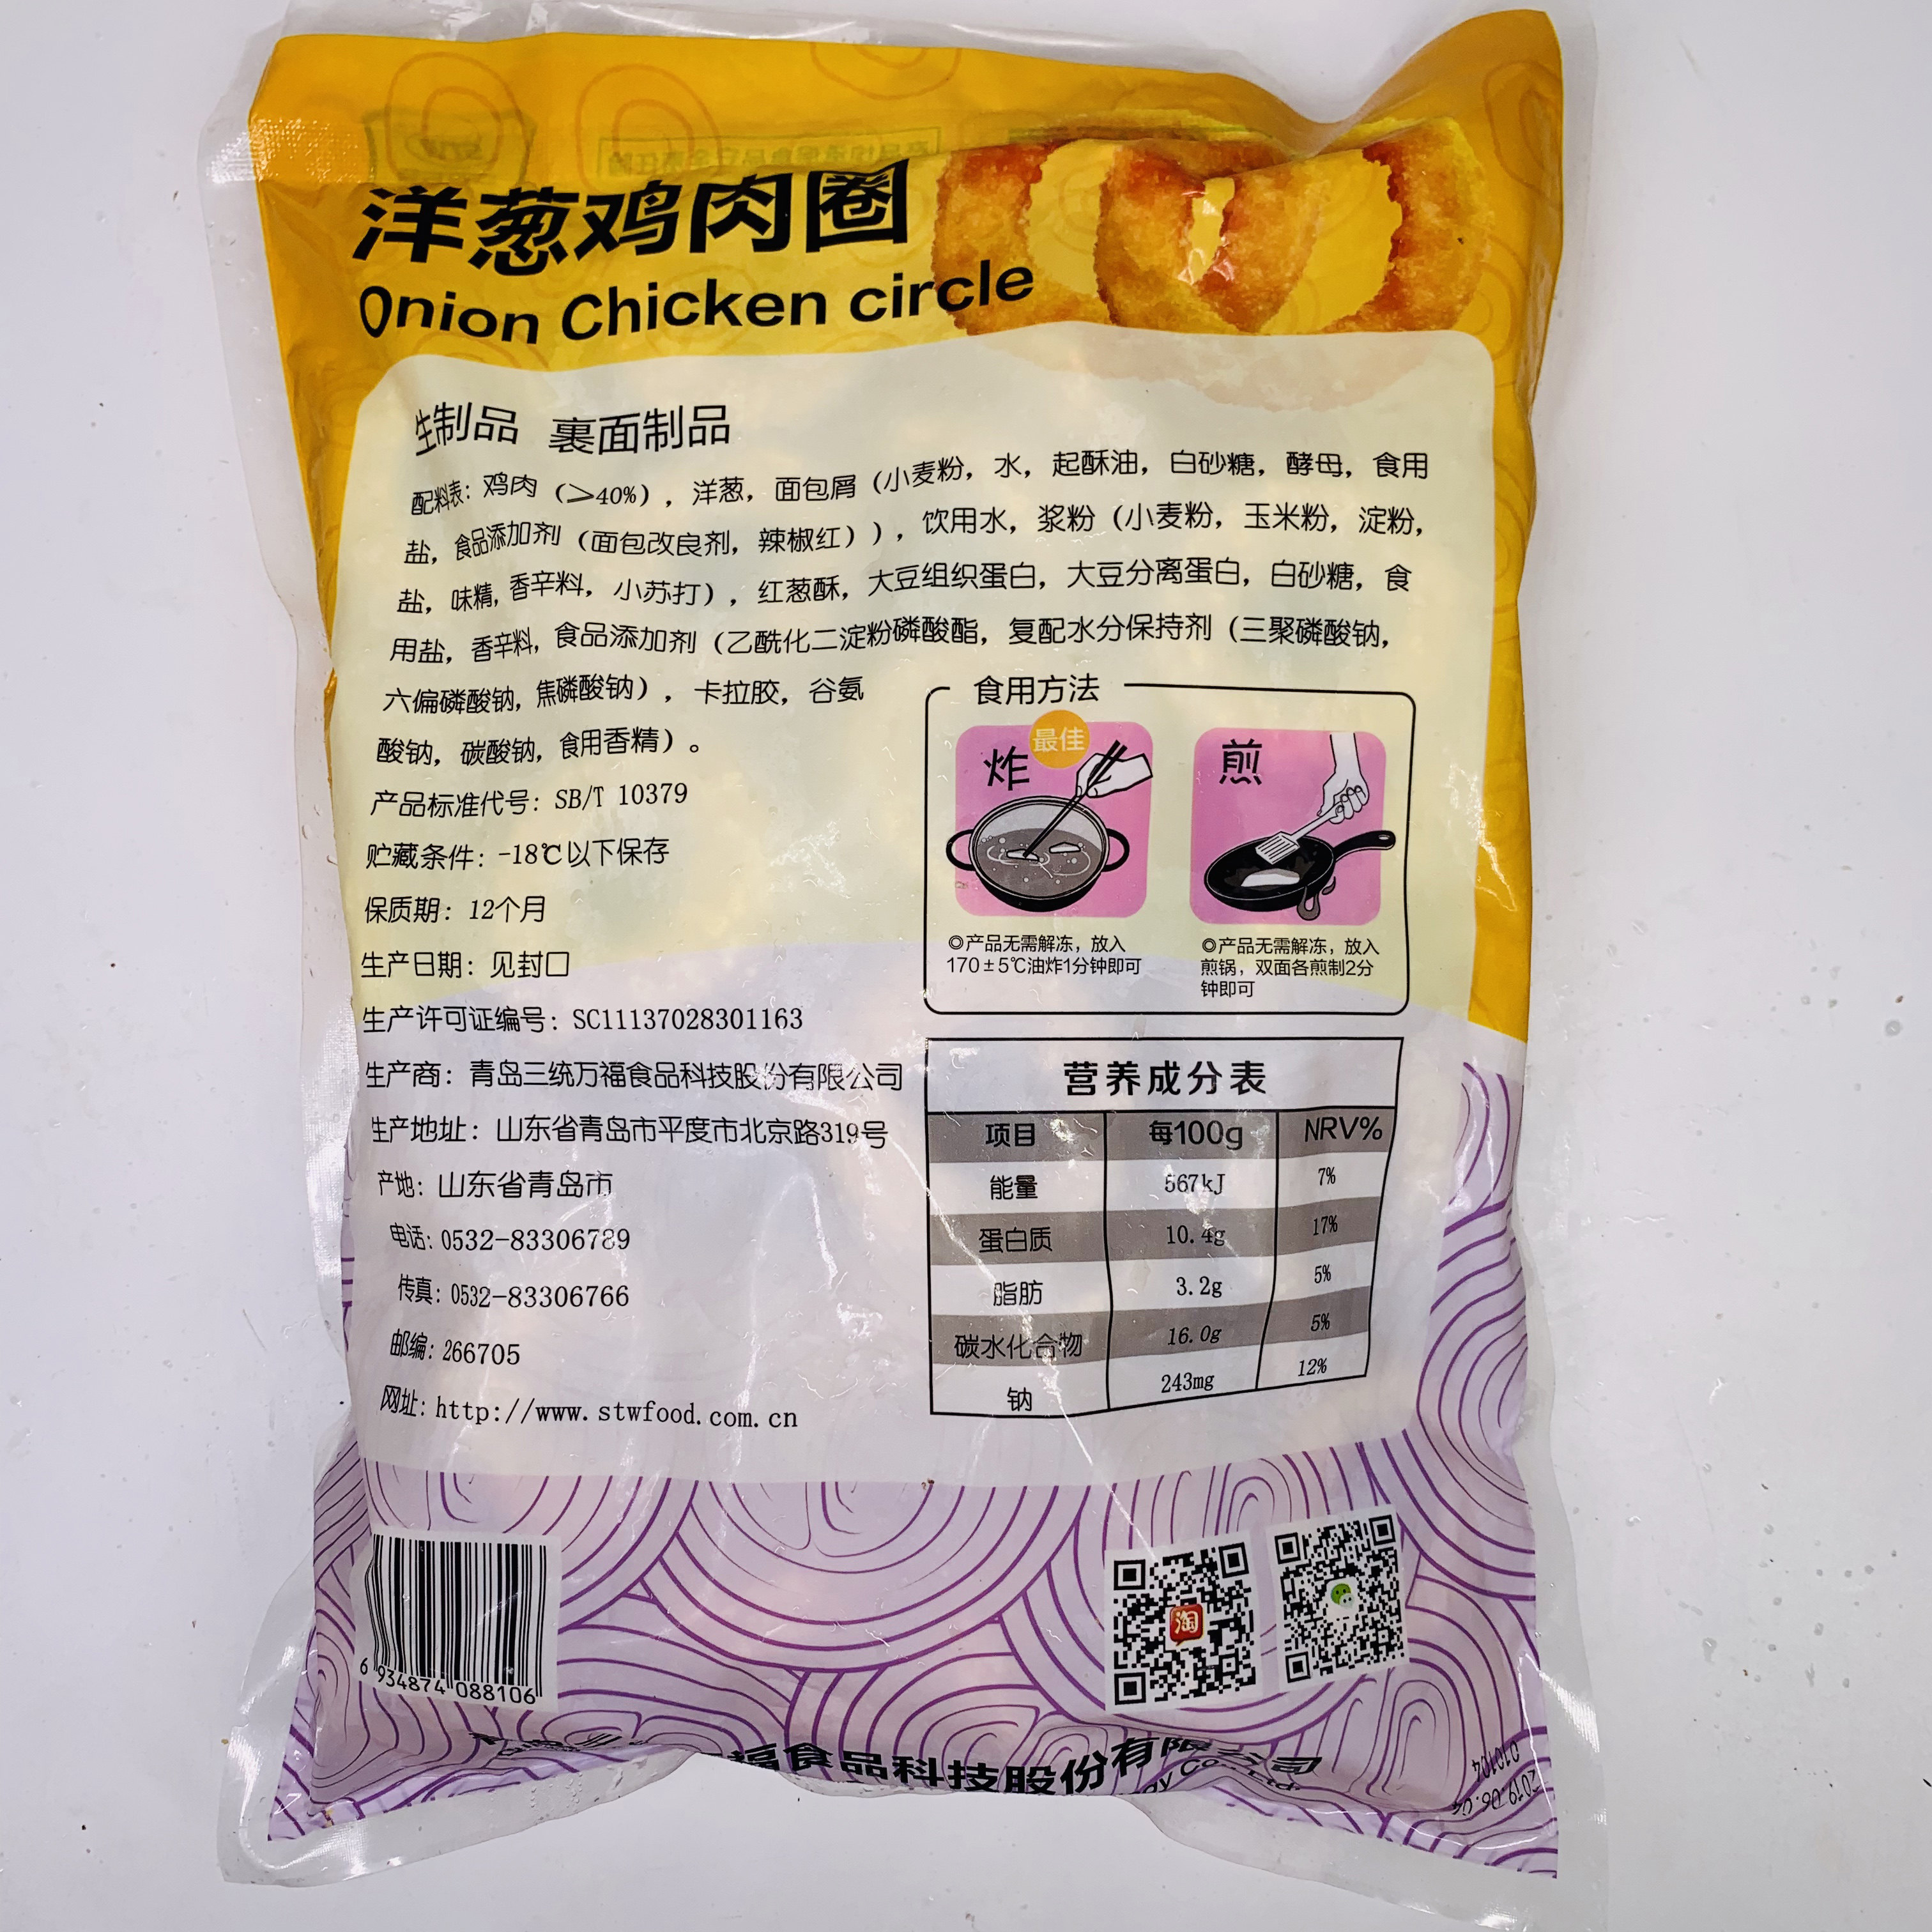 洋葱鸡肉圈
Onion Chicken circle
生制品 裹面制品
配料表: 鸡肉（≥40%），洋葱，面包屑（小麦粉，水，起酥油，白砂糖，酵母，食用
盐，食品添加剂（面包改良剂，辣椒红）），饮用水，浆粉（小麦粉，玉米粉，淀粉，
盐，味精，香辛料，小苏打），红葱酥，大豆组织蛋白，大豆分离蛋白，白砂糖，食
用盐，香辛料，食品添加剂（乙酰化二淀粉磷酸酯，复配水分保持剂（三聚磷酸钠，
六偏磷酸钠，焦磷酸钠），卡拉胶，谷氨
酸钠，碳酸钠，食用香精）。
产品标准代号: SB/T 10379
贮藏条件: -18℃以下保存
保质期: 12个月
生产日期: 见封口
生产许可证编号: SC11137028301163
生产商: 青岛三统万福食品科技股份有限公司
生产地址: 山东省青岛市平度市北京路319号
产地: 山东省青岛市
电话: 0532-83306789
传真: 0532-83306766
邮编: 266705
网址: http://www.stwfood.com.cn
食用方法
炸
最佳
煎
◎产品无需解冻，放入
170±5℃油炸1分钟即可
◎产品无需解冻，放入
煎锅，双面各煎制2分
钟即可
营养成分表
项目 每100g NRV%
能量 567kJ 7%
蛋白质 10.4g 17%
脂肪 3.2g 5%
碳水化合物 16.0g 5%
钠 243mg 12%
6 934874 088106
淘
福食品科技股份有限公司
2019.06.04